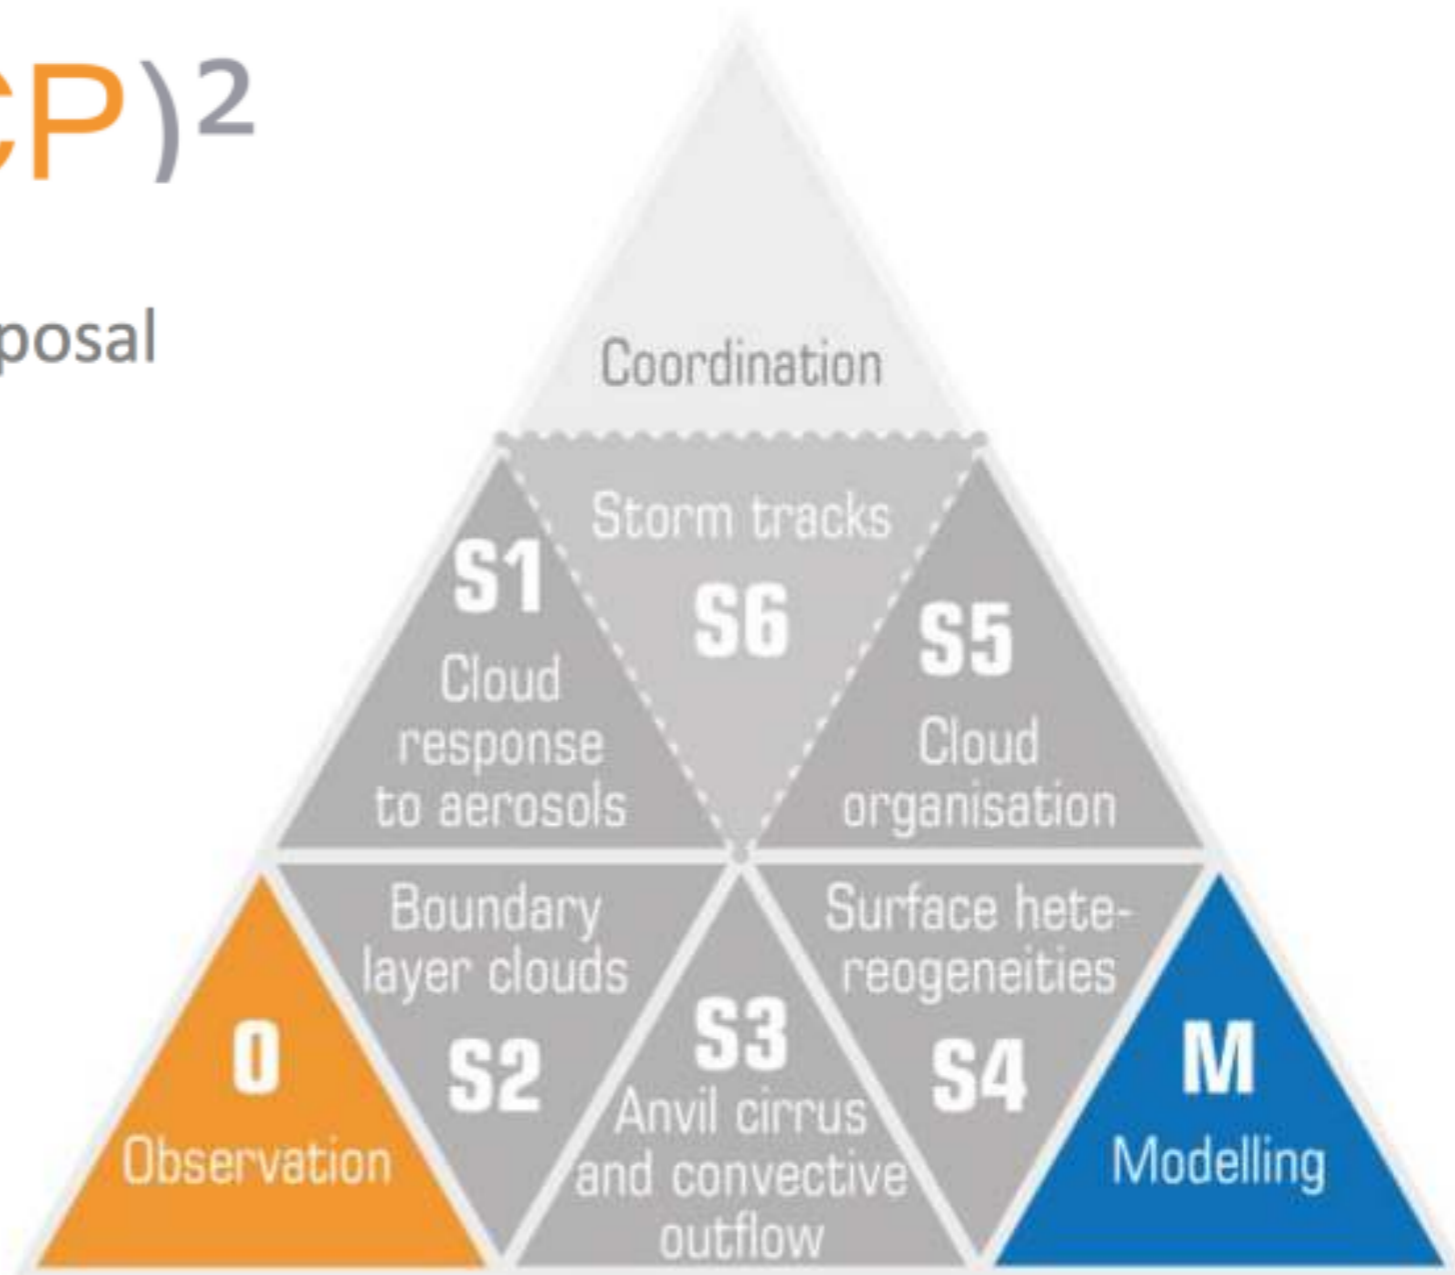 CP)²
posal
Coordination
Storm tracks
S6
S1
Cloud
response
to aerosols
S5
Cloud
organisation
Boundary
layer clouds
S2
S3
Anvil cirrus
and convective
outflow
Surface hete-
reogeneities
S4
O
Observation
M
Modelling